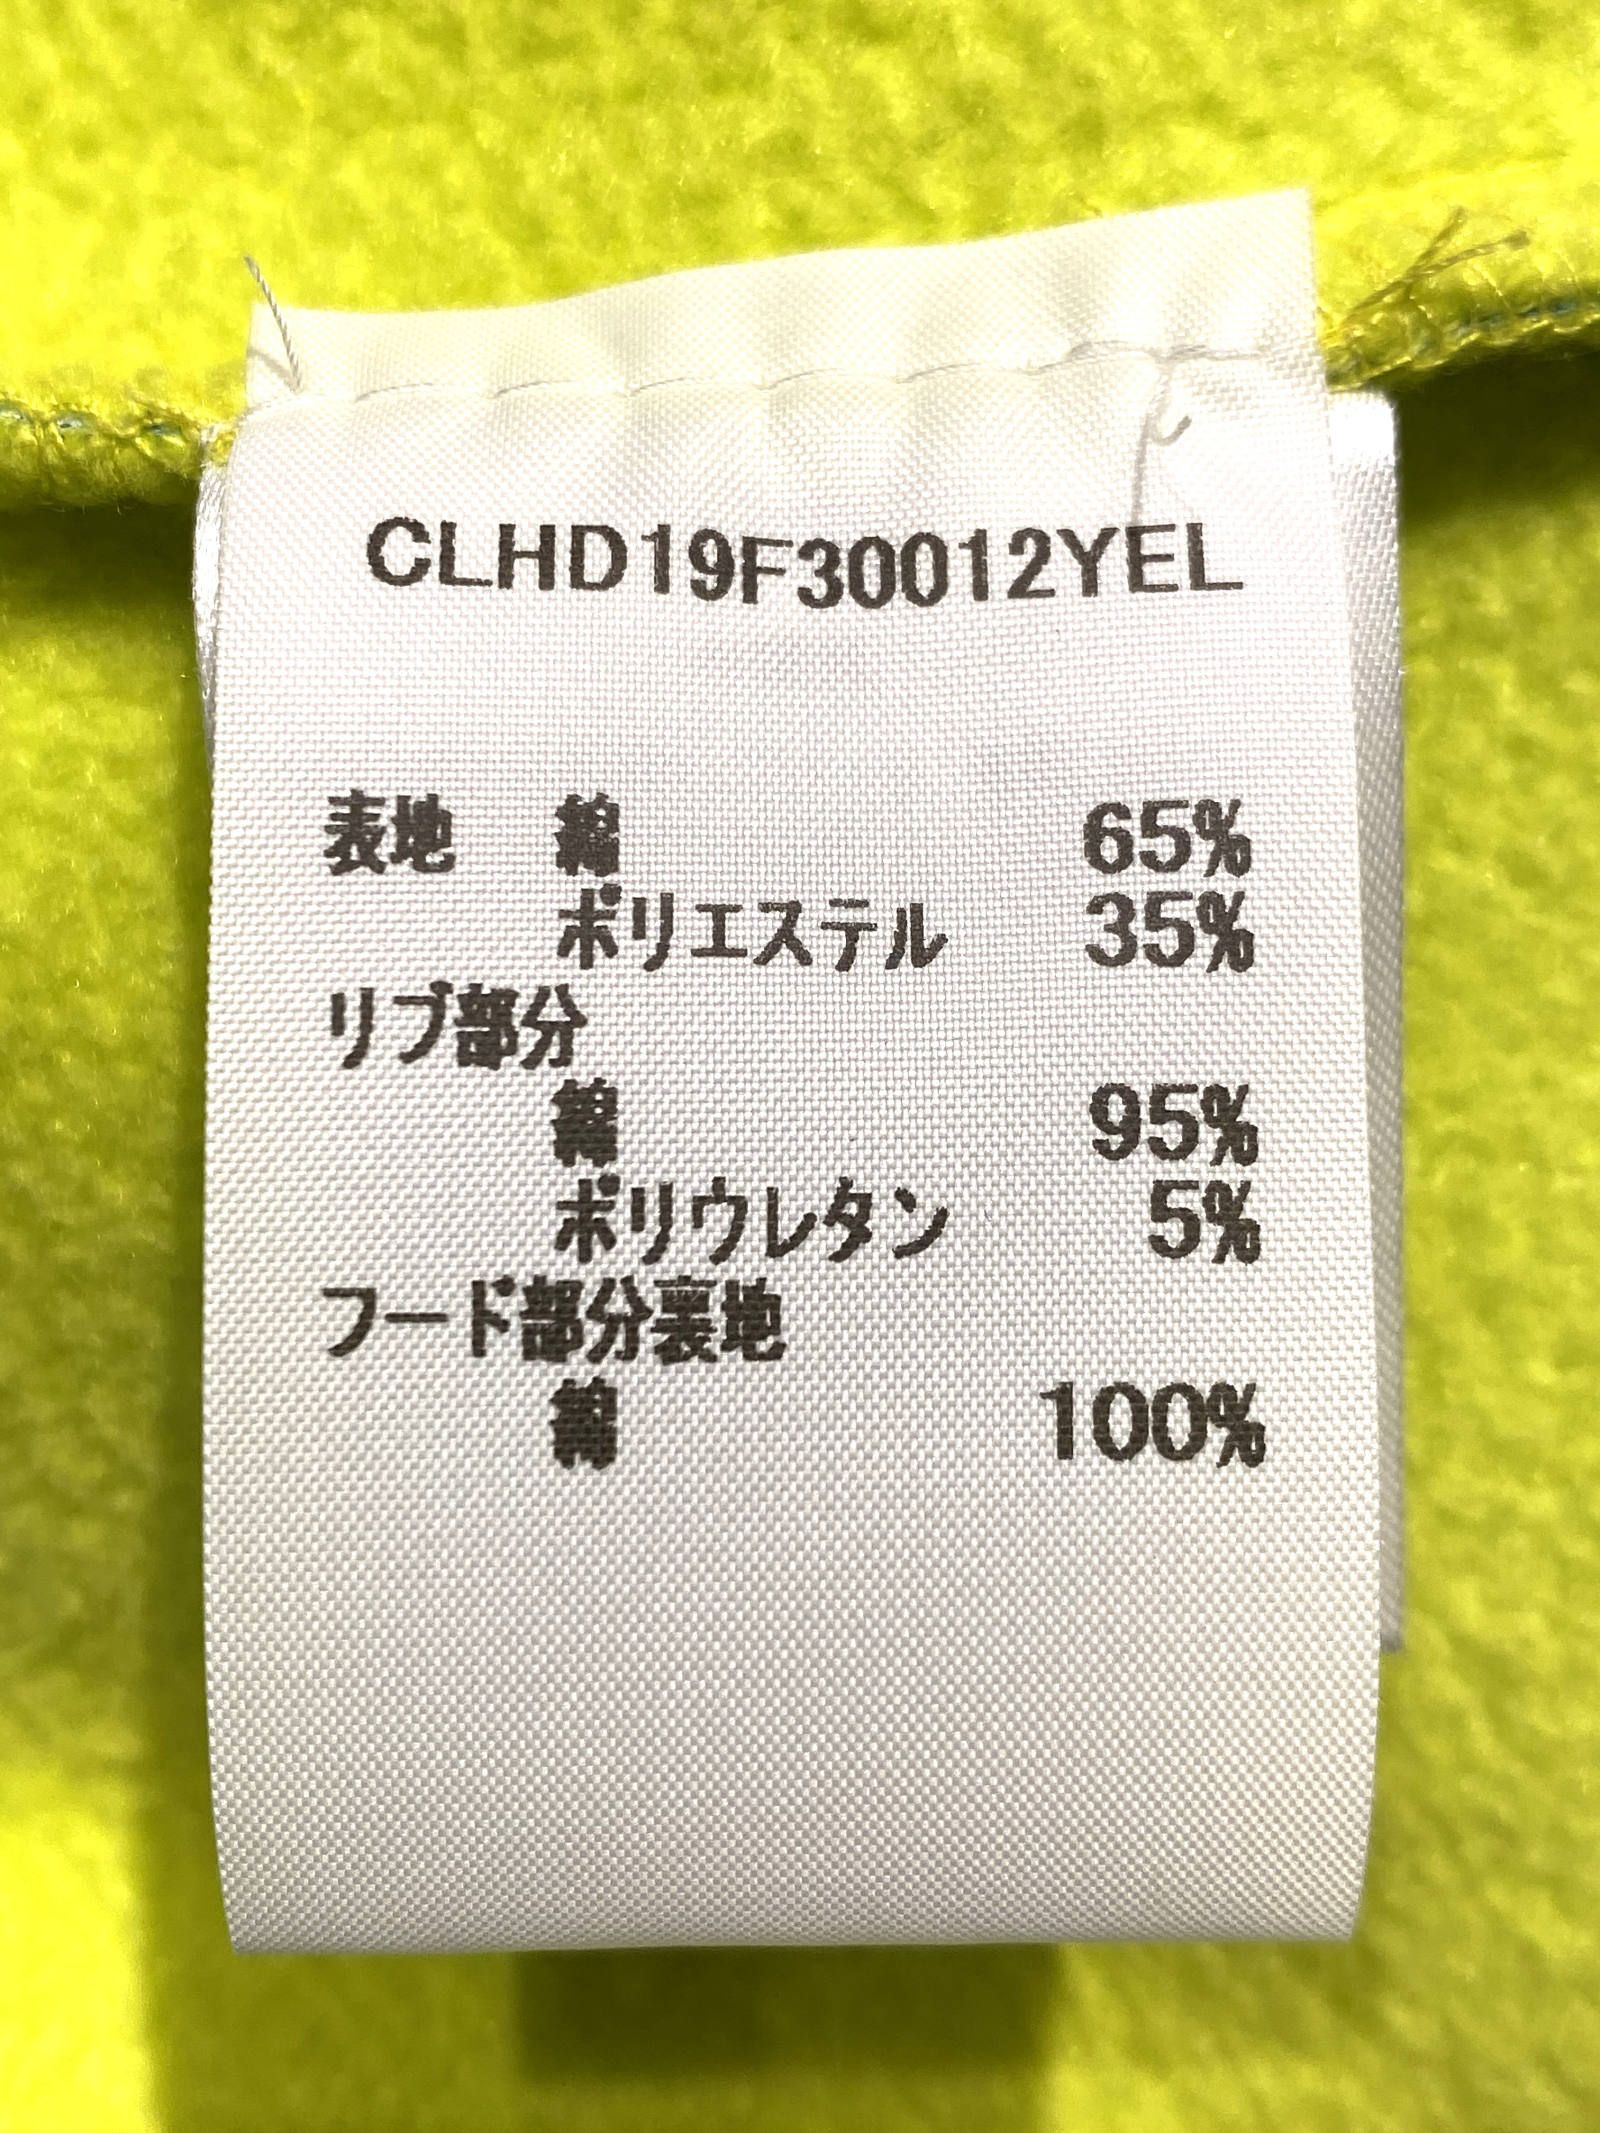 CLHD19F30012YEL
表地 綿 65%
ポリエステル 35%
リブ部分
綿 95%
ポリウレタン 5%
フード部分裏地
綿 100%